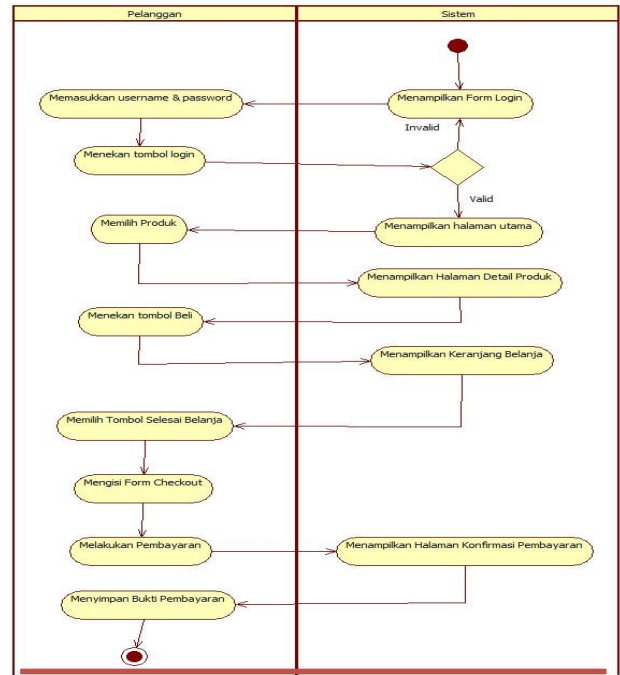 Pelanggan
Sistem
Menampilkan Form Login
Memasukkan username & password
Invalid
Menekan tombol login
Valid
Menampilkan halaman utama
Memilih Produk
Menampilkan Halaman Detail Produk
Menekan tombol Beli
Menampilkan Keranjang Belanja
Memilih Tombol Selesai Belanja
Mengisi Form Checkout
Melakukan Pembayaran
Menampilkan Halaman Konfirmasi Pembayaran
Menyimpan Bukti Pembayaran